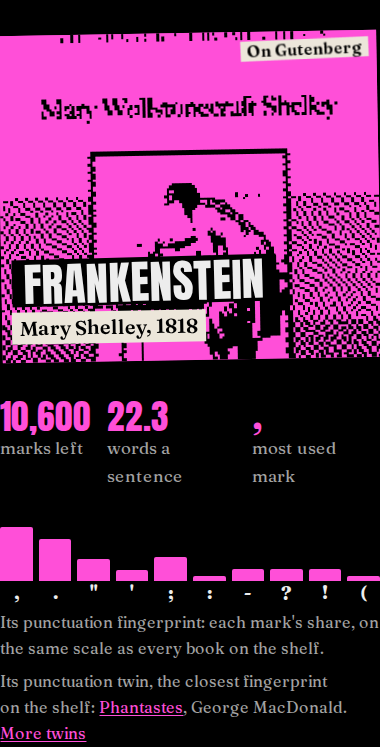 On Gutenberg
Mary Wollstonecraft Shelley
FRANKENSTEIN
Mary Shelley, 1818
10,600 22.3 ,
marks left words a most used
sentence mark
, . " ' ; : - ? ! (
Its punctuation fingerprint: each mark's share, on
the same scale as every book on the shelf.
Its punctuation twin, the closest fingerprint
on the shelf: Phantastes, George MacDonald.
More twins